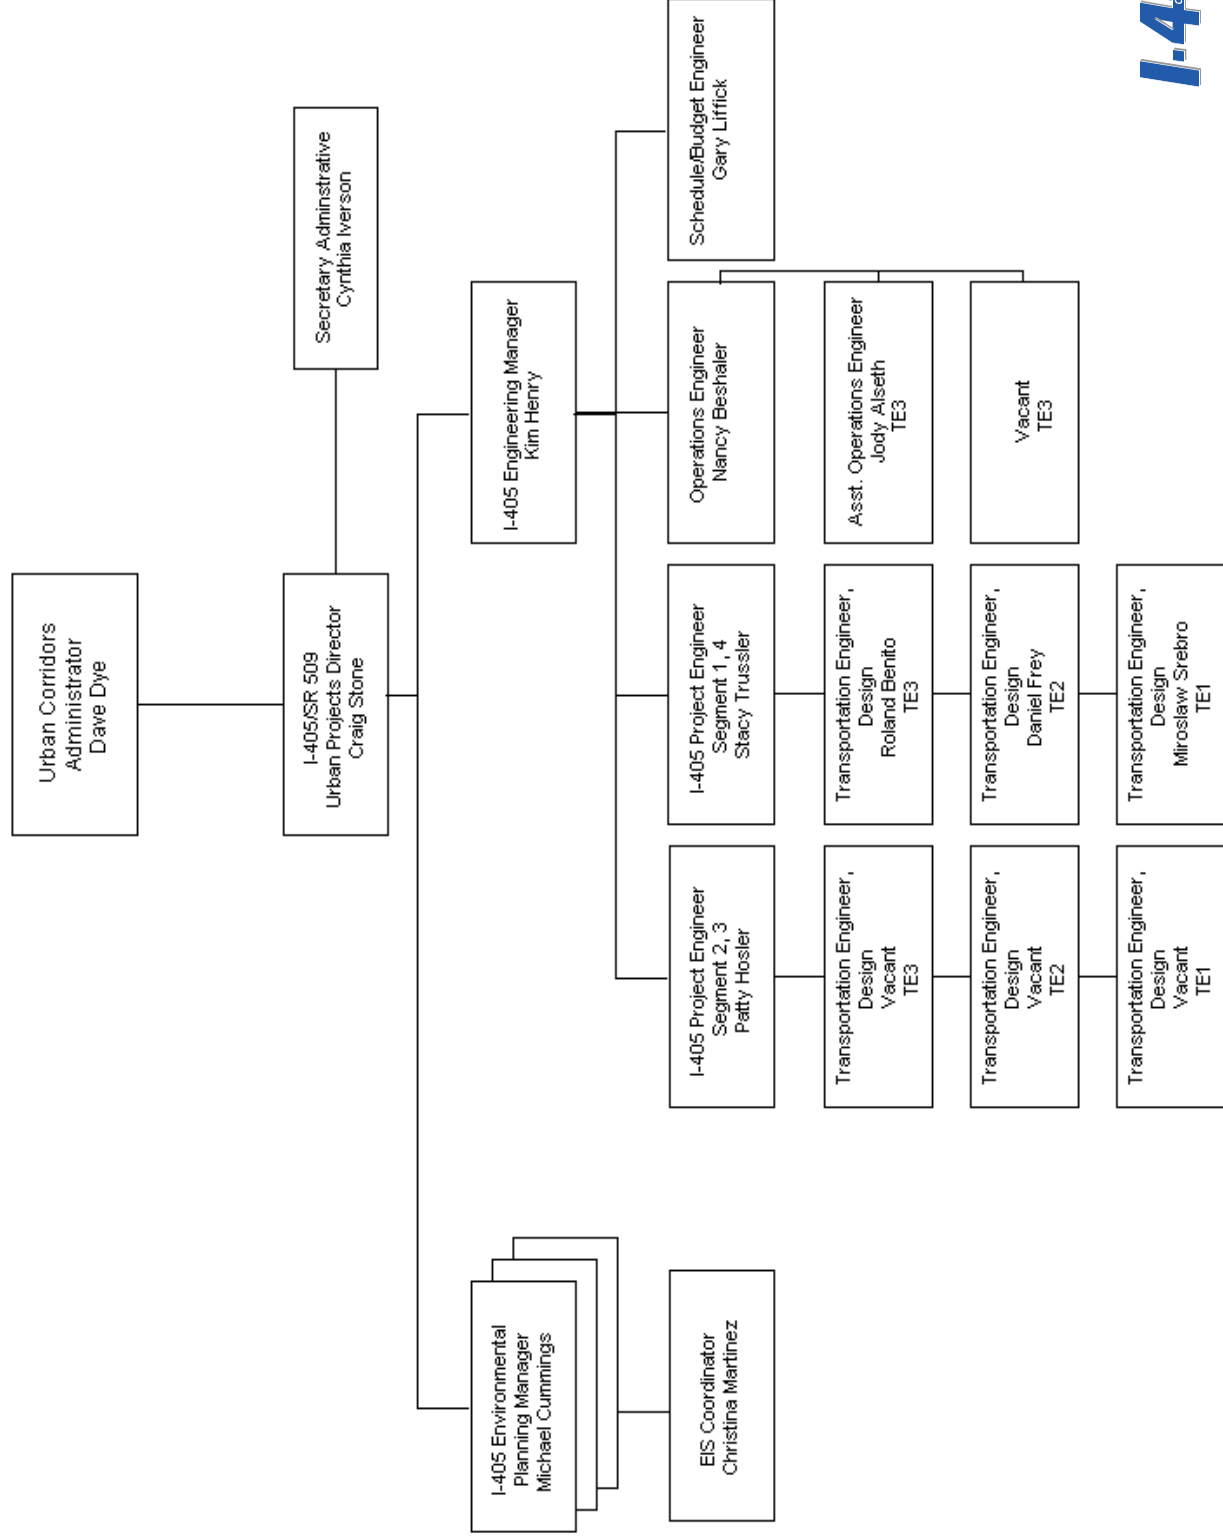 Urban Corridors
Administrator
Dave Dye
I-405/SR 509
Urban Projects Director
Craig Stone
Secretary Adminstrative
Cynthia Iverson
I-405 Environmental
Planning Manager
Michael Cummings
I-405 Engineering Manager
Kim Henry
EIS Coordinator
Christina Martinez
I-405 Project Engineer
Segment 2, 3
Patty Hosler
I-405 Project Engineer
Segment 1, 4
Stacy Trussler
Operations Engineer
Nancy Beshaler
Schedule/Budget Engineer
Gary Liffick
Transportation Engineer,
Design
Vacant
TE3
Transportation Engineer,
Design
Roland Benito
TE3
Asst. Operations Engineer
Jody Alseth
TE3
Transportation Engineer,
Design
Vacant
TE2
Transportation Engineer,
Design
Daniel Frey
TE2
Vacant
TE3
Transportation Engineer,
Design
Vacant
TE1
Transportation Engineer,
Design
Miroslaw Srebro
TE1